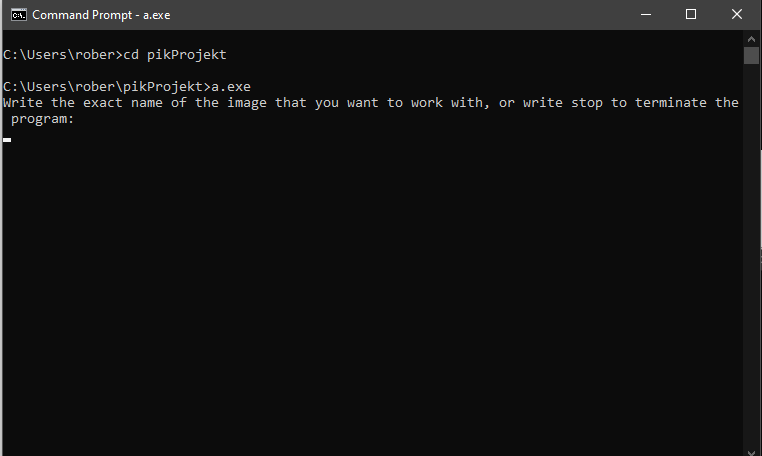 Command Prompt - a.exe
C:\Users\rober>cd pikProjekt
C:\Users\rober\pikProjekt>a.exe
Write the exact name of the image that you want to work with, or write stop to terminate the
 program: